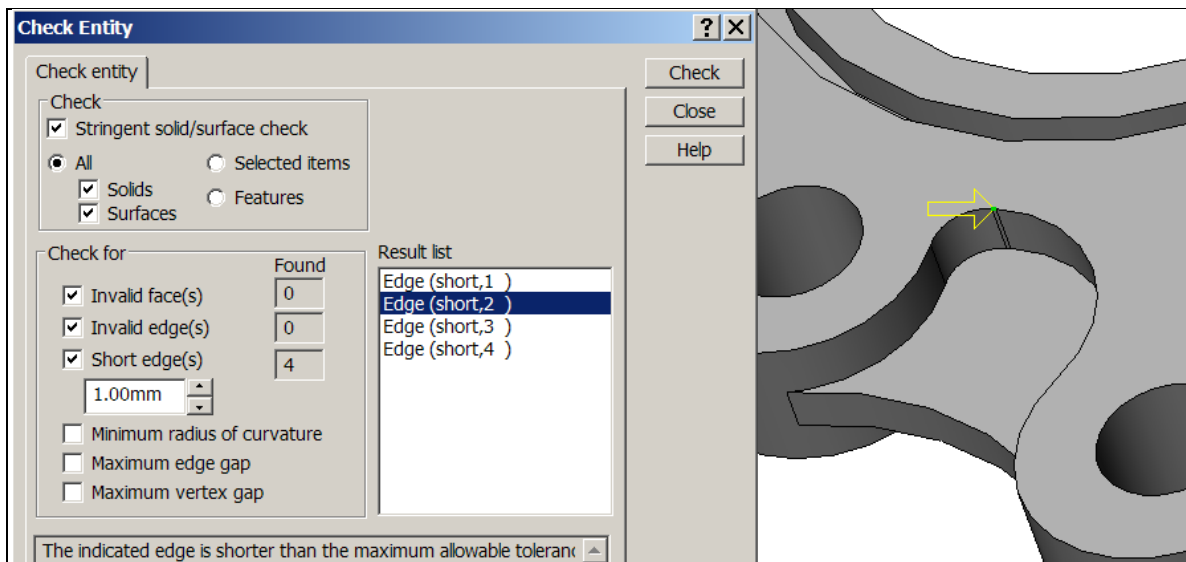 Check Entity
Check entity
Check
Close
Help
Check
Stringent solid/surface check
All
Selected items
Solids
Features
Surfaces
Check for
Found
Invalid face(s)
0
Invalid edge(s)
0
Short edge(s)
4
1.00mm
Minimum radius of curvature
Maximum edge gap
Maximum vertex gap
Result list
Edge (short,1 )
Edge (short,2 )
Edge (short,3 )
Edge (short,4 )
The indicated edge is shorter than the maximum allowable